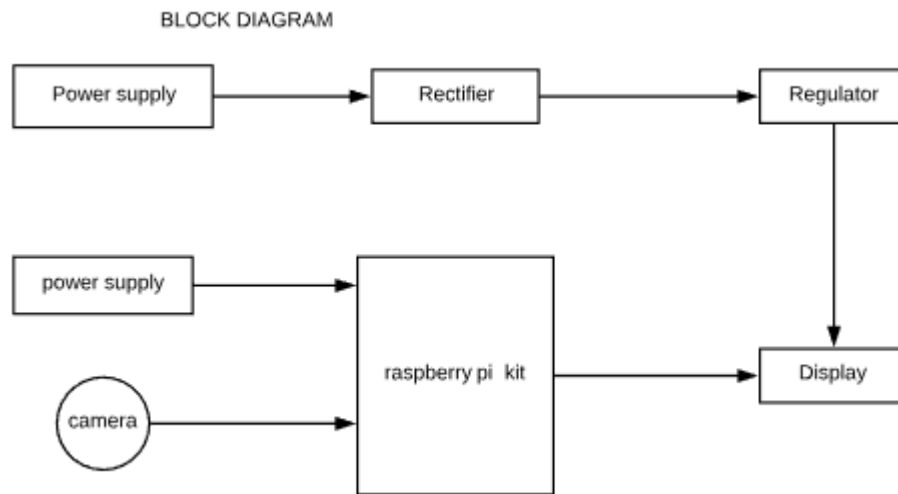 BLOCK DIAGRAM
Power supply
Rectifier
Regulator
power supply
raspberry pi kit
Display
camera